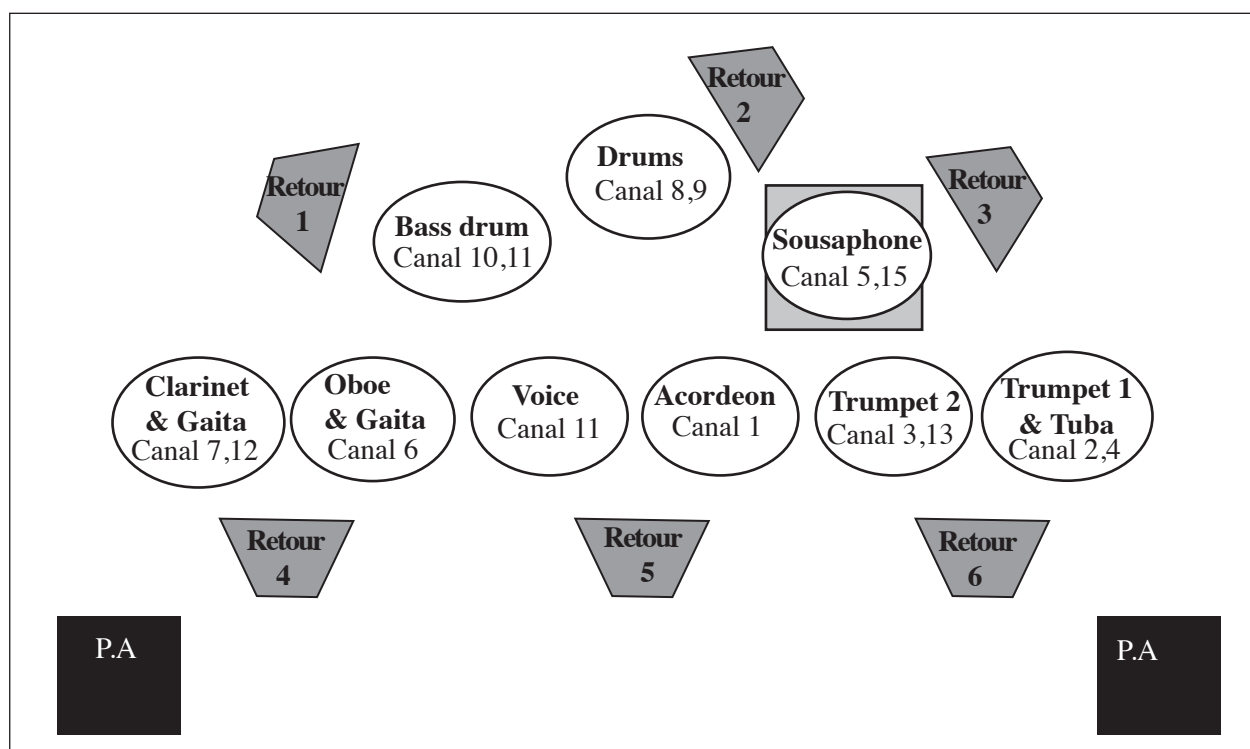 Retour
2
Drums
Canal 8,9
Retour
1
Retour
3
Bass drum
Canal 10,11
Sousaphone
Canal 5,15
Clarinet
& Gaita
Canal 7,12
Oboe
& Gaita
Canal 6
Voice
Canal 11
Acordeon
Canal 1
Trumpet 2
Canal 3,13
Trumpet 1
& Tuba
Canal 2,4
Retour
4
Retour
5
Retour
6
P.A
P.A